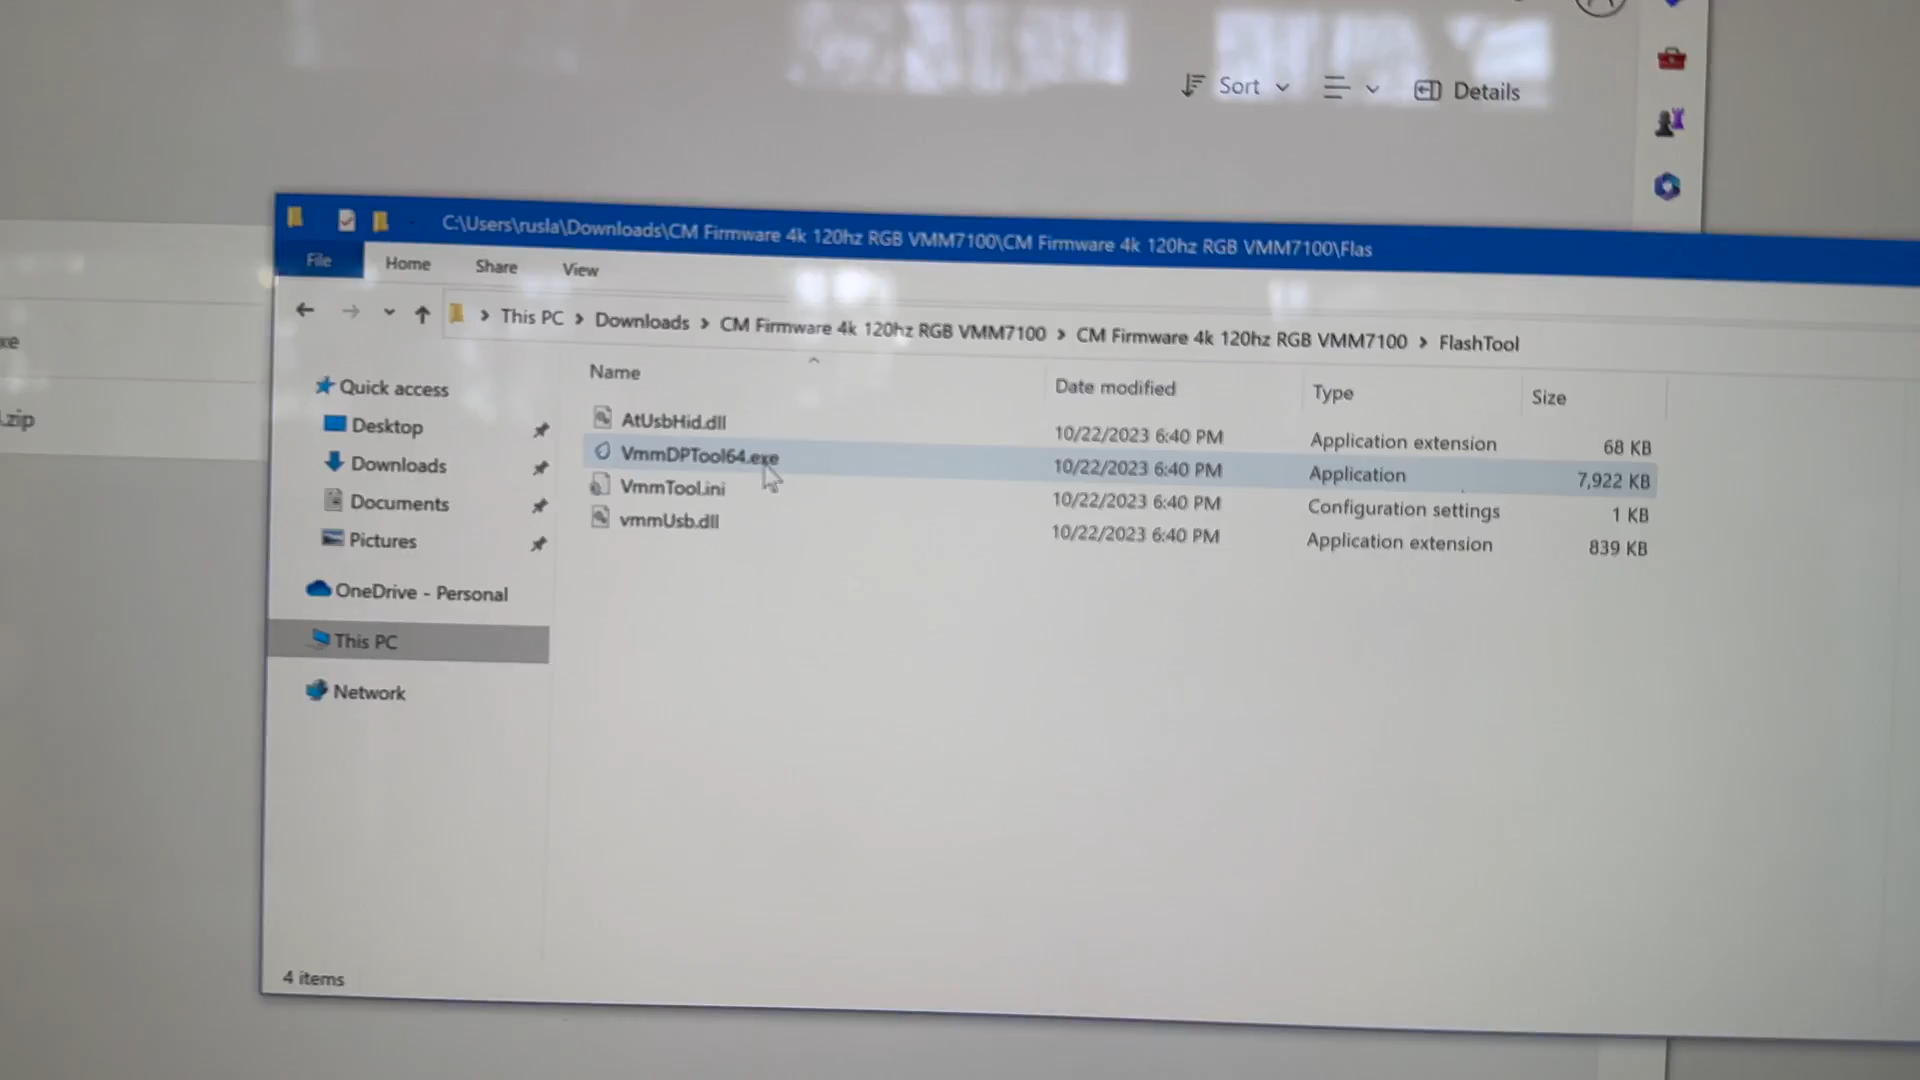 Sort
Details
C:\Users\rusla\Downloads\CM Firmware 4k 120hz RGB VMM7100\CM Firmware 4k 120hz RGB VMM7100\Flas
File Home Share View
This PC > Downloads > CM Firmware 4k 120hz RGB VMM7100 > CM Firmware 4k 120hz RGB VMM7100 > FlashTool
Name Date modified Type Size
AtUsbHid.dll 10/22/2023 6:40 PM Application extension 68 KB
VmmDPTool64.exe 10/22/2023 6:40 PM Application 7,922 KB
VmmTool.ini 10/22/2023 6:40 PM Configuration settings 1 KB
vmmUsb.dll 10/22/2023 6:40 PM Application extension 839 KB
Quick access
Desktop
Downloads
Documents
Pictures
OneDrive - Personal
This PC
Network
4 items
xe
.zip